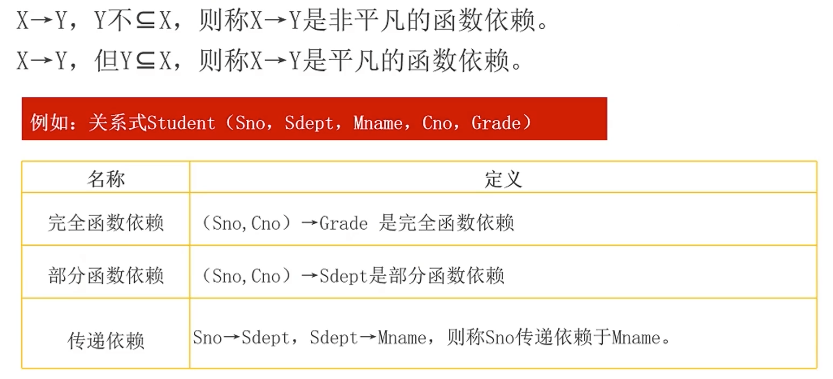 X→Y，Y不⊆X，则称X→Y是非平凡的函数依赖。
X→Y，但Y⊆X，则称X→Y是平凡的函数依赖。
例如：关系式Student（Sno，Sdept，Mname，Cno，Grade）
名称 定义
完全函数依赖 （Sno,Cno）→Grade 是完全函数依赖
部分函数依赖 （Sno,Cno）→Sdept是部分函数依赖
传递依赖 Sno→Sdept，Sdept→Mname，则称Sno传递依赖于Mname。